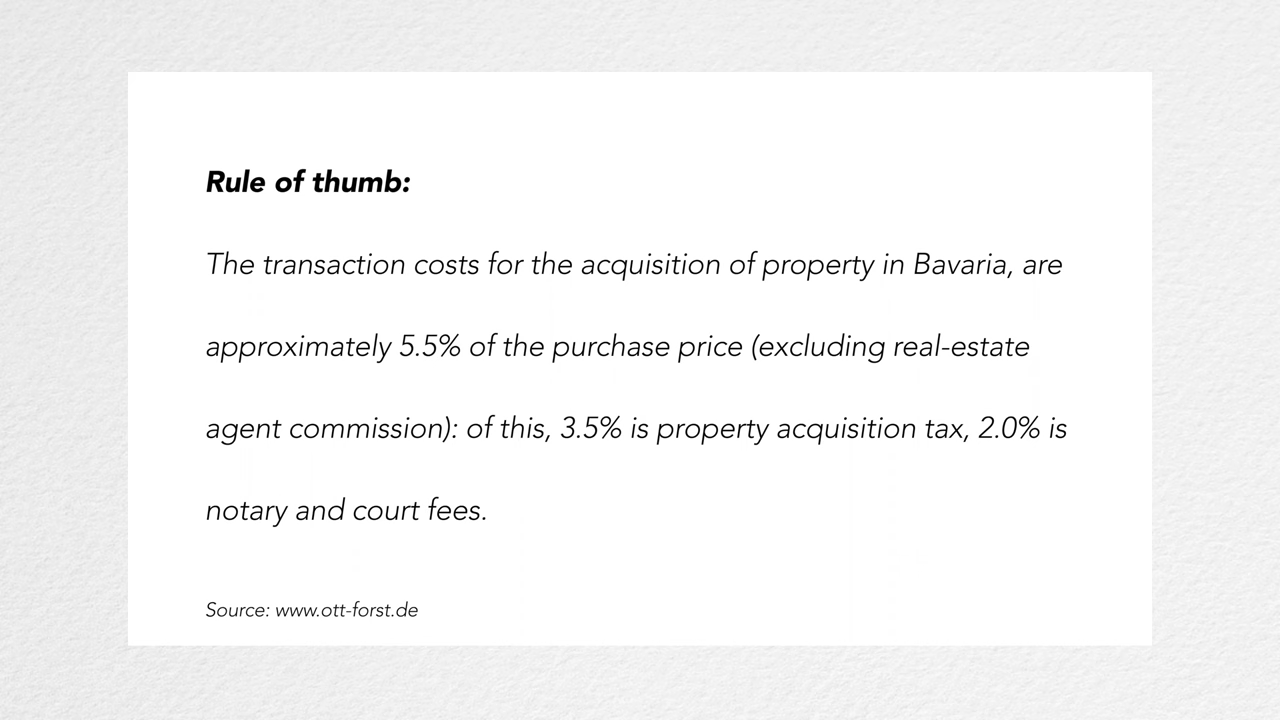 Rule of thumb:
The transaction costs for the acquisition of property in Bavaria, are
approximately 5.5% of the purchase price (excluding real-estate
agent commission): of this, 3.5% is property acquisition tax, 2.0% is
notary and court fees.
Source: www.ott-forst.de